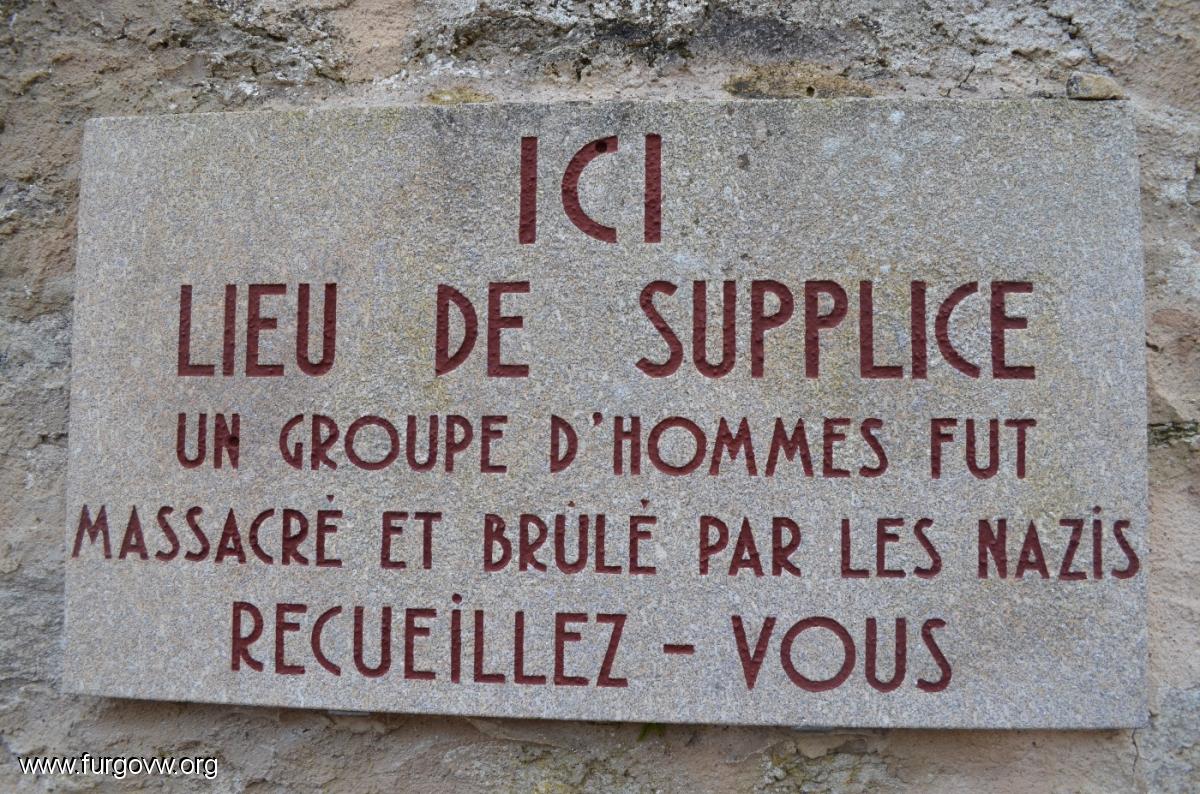 ICI
LIEU DE SUPPLICE
UN GROUPE D'HOMMES FUT
MASSACRÉ ET BRÛLÉ PAR LES NAZIS
RECUEILLEZ - VOUS
www.furgovw.org